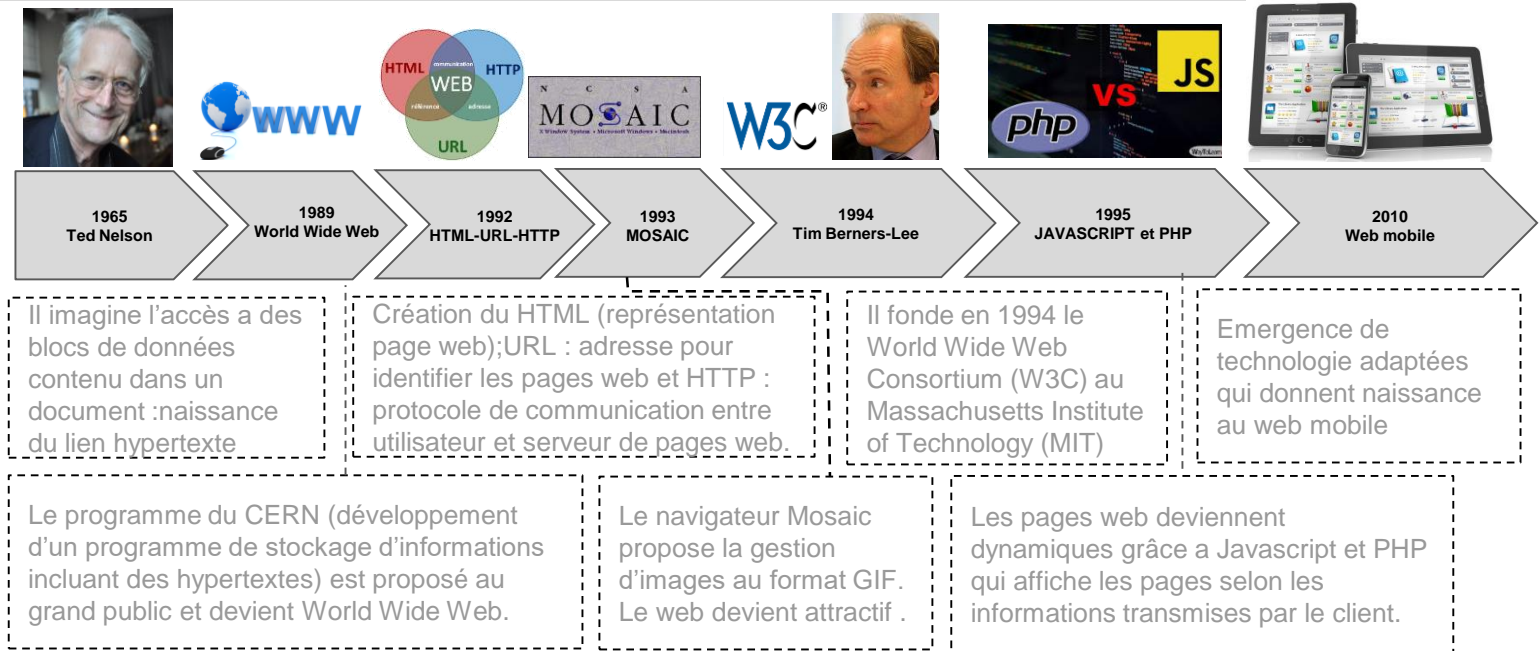 WWW
HTML
communication
HTTP
WEB
référence
adresse
URL
N C S A
MOSAIC
X Window System • Microsoft Windows • Macintosh
W3C®
php
VS
JS
1965
Ted Nelson
1989
World Wide Web
1992
HTML-URL-HTTP
1993
MOSAIC
1994
Tim Berners-Lee
1995
JAVASCRIPT et PHP
2010
Web mobile
Il imagine l’accès a des
blocs de données
contenu dans un
document :naissance
du lien hypertexte
Création du HTML (représentation
page web);URL : adresse pour
identifier les pages web et HTTP :
protocole de communication entre
utilisateur et serveur de pages web.
Il fonde en 1994 le
World Wide Web
Consortium (W3C) au
Massachusetts Institute
of Technology (MIT)
Emergence de
technologie adaptées
qui donnent naissance
au web mobile
Le programme du CERN (développement
d’un programme de stockage d’informations
incluant des hypertextes) est proposé au
grand public et devient World Wide Web.
Le navigateur Mosaic
propose la gestion
d’images au format GIF.
Le web devient attractif .
Les pages web deviennent
dynamiques grâce a Javascript et PHP
qui affiche les pages selon les
informations transmises par le client.